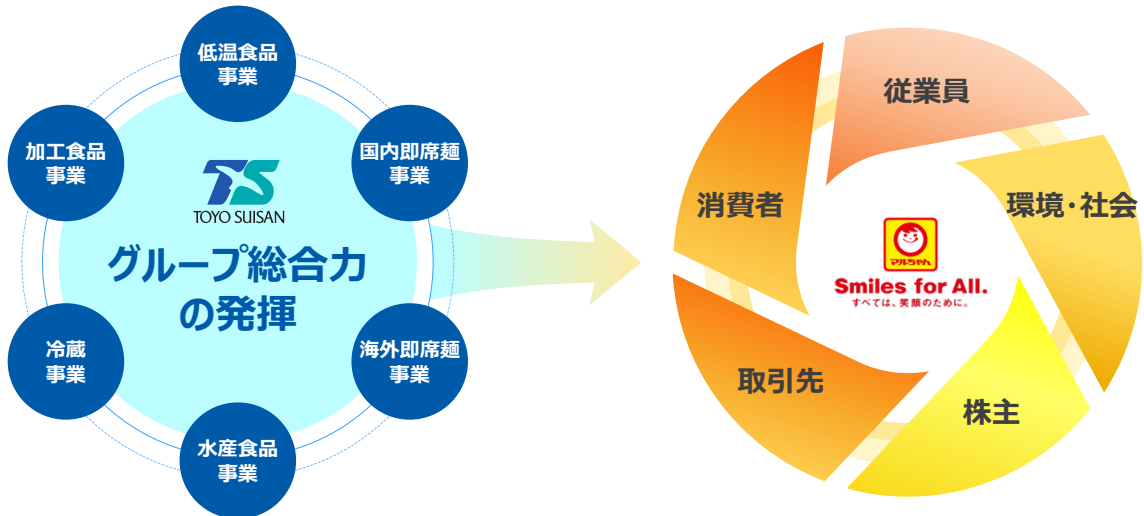 低温食品
事業
加工食品
事業
国内即席麺
事業
TS
TOYO SUISAN
グループ総合力
の発揮
冷蔵
事業
海外即席麺
事業
水産食品
事業
従業員
消費者
環境・社会
マルちゃん
Smiles for All.
すべては、笑顔のために。
取引先
株主